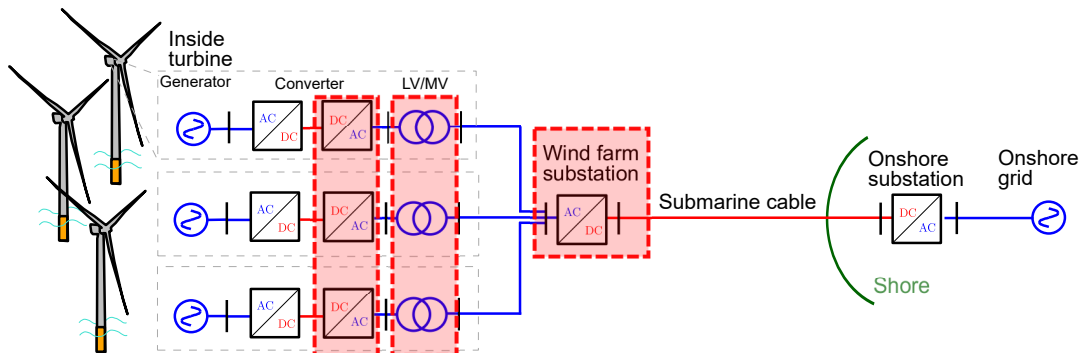 Inside
turbine
Generator
Converter
LV/MV
AC
DC
DC
AC
AC
DC
DC
AC
AC
DC
DC
AC
Wind farm
substation
AC
DC
Submarine cable
Onshore
substation
DC
AC
Onshore
grid
Shore